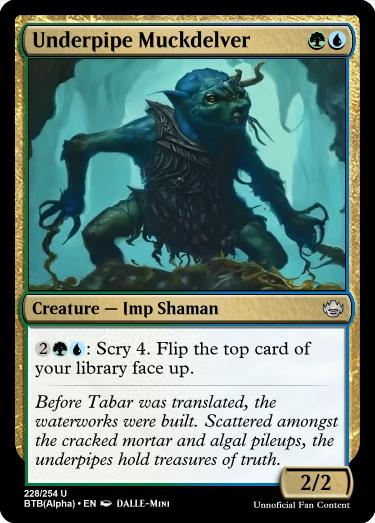 Underpipe Muckdelver
Creature — Imp Shaman
2: Scry 4. Flip the top card of
your library face up.
Before Tabar was translated, the
waterworks were built. Scattered amongst
the cracked mortar and algal pileups, the
underpipes hold treasures of truth.
2/2
228/254 U
BTB(Alpha) • EN DALLE-Mini
Unnoficial Fan Content